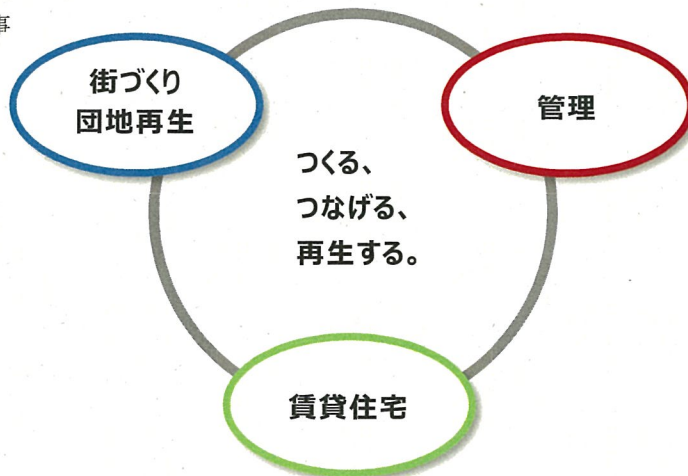 事
街づくり
団地再生
管理
つくる、
つなげる、
再生する。
賃貸住宅